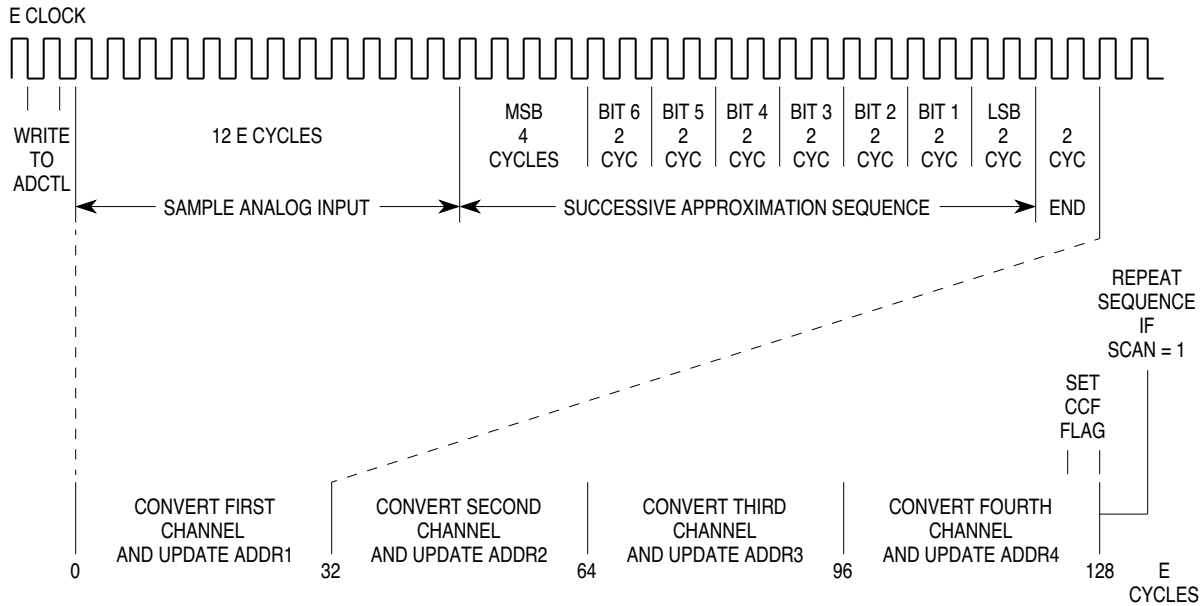 E CLOCK
WRITE
TO
ADCTL
12 E CYCLES
MSB
4
CYCLES
BIT 6
2
CYC
BIT 5
2
CYC
BIT 4
2
CYC
BIT 3
2
CYC
BIT 2
2
CYC
BIT 1
2
CYC
LSB
2
CYC
2
CYC
SAMPLE ANALOG INPUT
SUCCESSIVE APPROXIMATION SEQUENCE
END
REPEAT
SEQUENCE
IF
SCAN = 1
SET
CCF
FLAG
CONVERT FIRST
CHANNEL
AND UPDATE ADDR1
CONVERT SECOND
CHANNEL
AND UPDATE ADDR2
CONVERT THIRD
CHANNEL
AND UPDATE ADDR3
CONVERT FOURTH
CHANNEL
AND UPDATE ADDR4
0
32
64
96
128
E
CYCLES